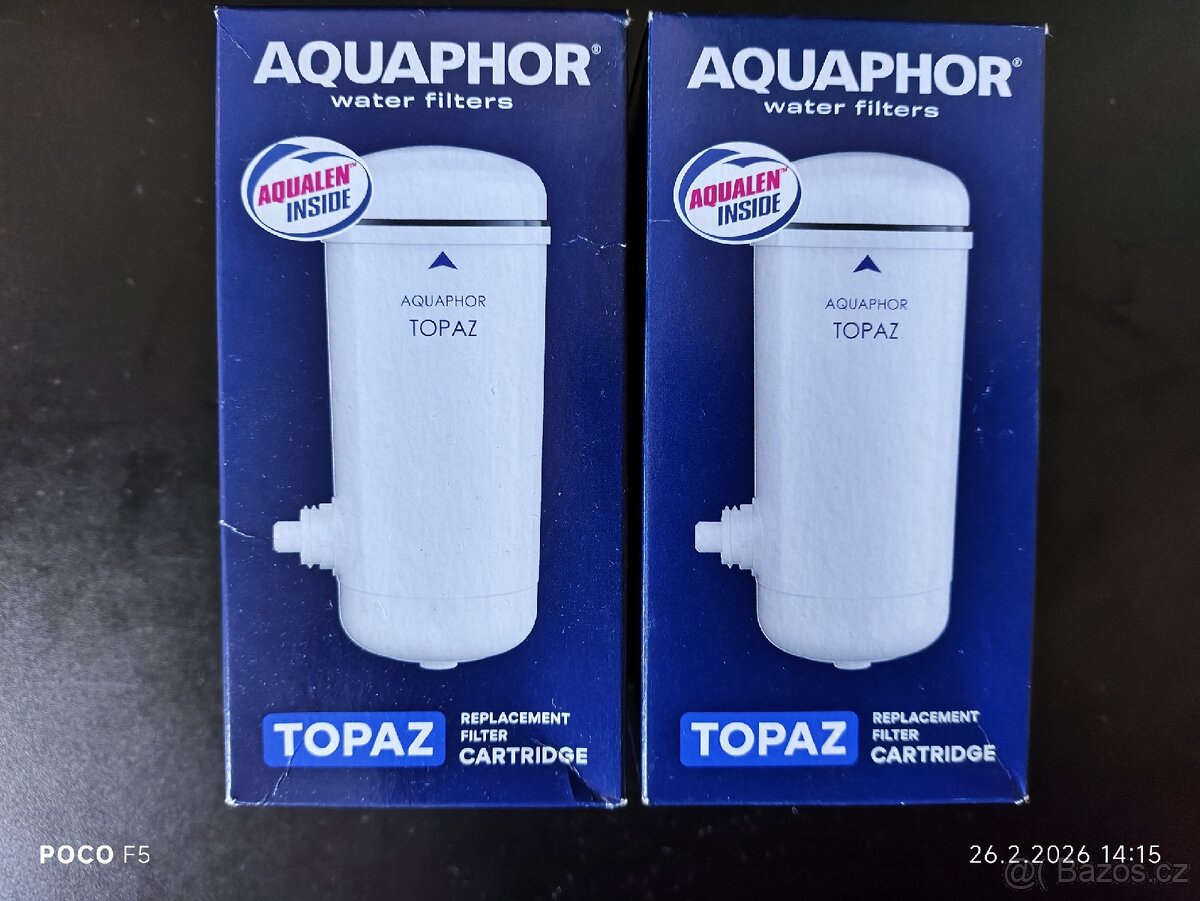 AQUAPHOR®
water filters
AQUALEN™
INSIDE
AQUAPHOR
TOPAZ
TOPAZ
REPLACEMENT
FILTER
CARTRIDGE
AQUAPHOR®
water filters
AQUALEN™
INSIDE
AQUAPHOR
TOPAZ
TOPAZ
REPLACEMENT
FILTER
CARTRIDGE
POCO F5
26.2.2026 14:15
@( Bazoš.cz